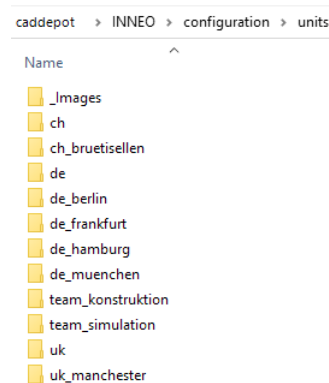 caddepot > INNEO > configuration > units
Name
_Images
ch
ch_bruetisellen
de
de_berlin
de_frankfurt
de_hamburg
de_muenchen
team_konstruktion
team_simulation
uk
uk_manchester